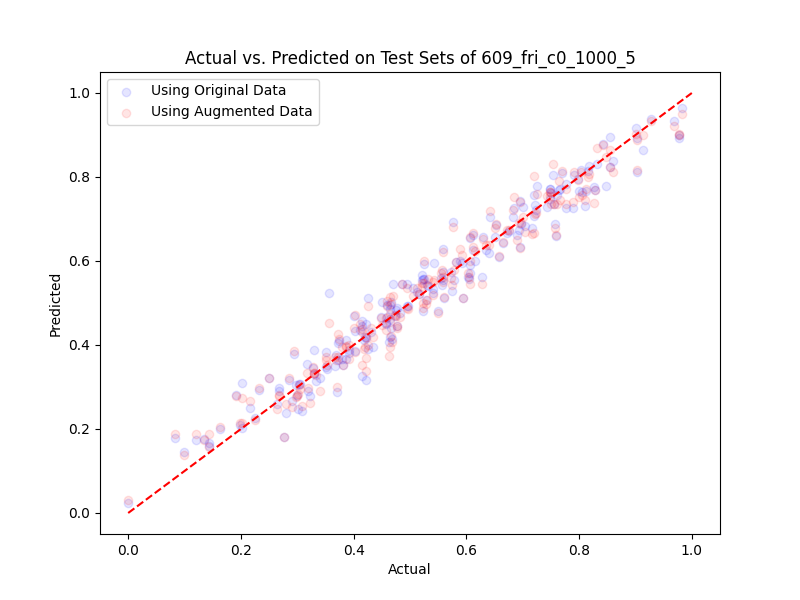 Actual vs. Predicted on Test Sets of 609_fri_c0_1000_5
Using Original Data
Using Augmented Data
1.0
0.8
0.6
0.4
0.2
0.0
Predicted
0.0 0.2 0.4 0.6 0.8 1.0
Actual